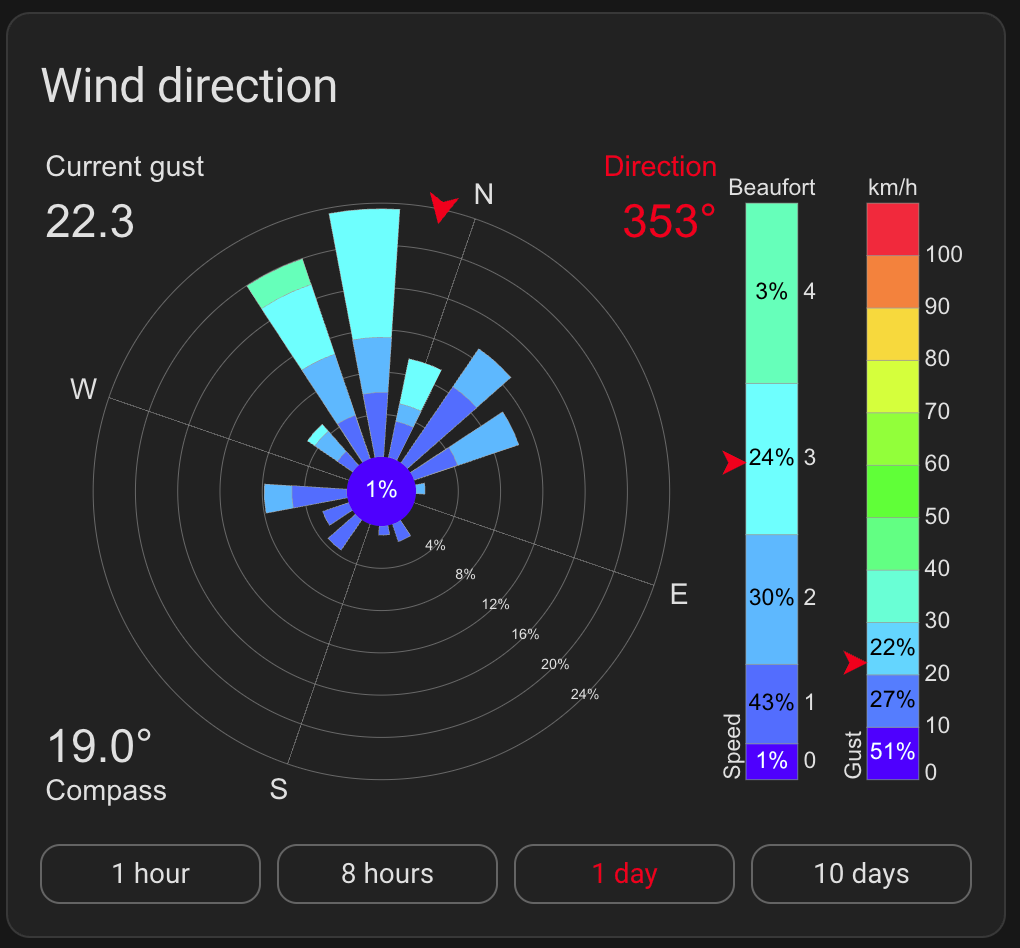 Wind direction
Current gust
22.3
Direction
353°
N
W
E
S
1%
4%
8%
12%
16%
20%
24%
19.0°
Compass
Beaufort
3% 4
24% 3
30% 2
43% 1
1% 0
Speed
km/h
100
90
80
70
60
50
40
30
22%
20
27%
10
51%
0
Gust
1 hour
8 hours
1 day
10 days